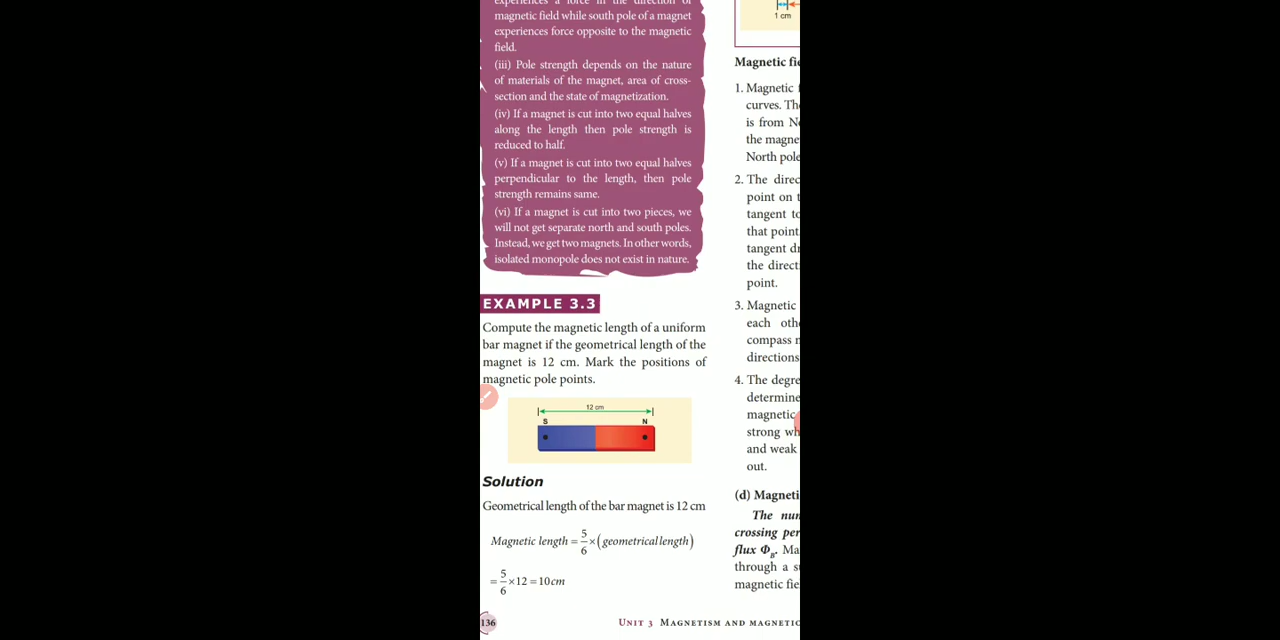 experiences a force in the direction of
magnetic field while south pole of a magnet
experiences force opposite to the magnetic
field.
(iii) Pole strength depends on the nature
of materials of the magnet, area of cross-
section and the state of magnetization.
(iv) If a magnet is cut into two equal halves
along the length then pole strength is
reduced to half.
(v) If a magnet is cut into two equal halves
perpendicular to the length, then pole
strength remains same.
(vi) If a magnet is cut into two pieces, we
will not get separate north and south poles.
Instead, we get two magnets. In other words,
isolated monopole does not exist in nature.
EXAMPLE 3.3
Compute the magnetic length of a uniform
bar magnet if the geometrical length of the
magnet is 12 cm. Mark the positions of
magnetic pole points.
12 cm
S N
Solution
Geometrical length of the bar magnet is 12 cm
Magnetic length = 5/6 × (geometrical length)
= 5/6 × 12 = 10 cm
136
1 cm
Magnetic fie
1. Magnetic f
curves. Th
is from No
the magne
North pole
2. The direc
point on t
tangent to
that point.
tangent dr
the directi
point.
3. Magnetic
each othe
compass n
directions
4. The degre
determine
magnetic
strong wh
and weak
out.
(d) Magneti
The num
crossing per
flux Φ_B. Ma
through a su
magnetic fie
UNIT 3 MAGNETISM AND MAGNETIC